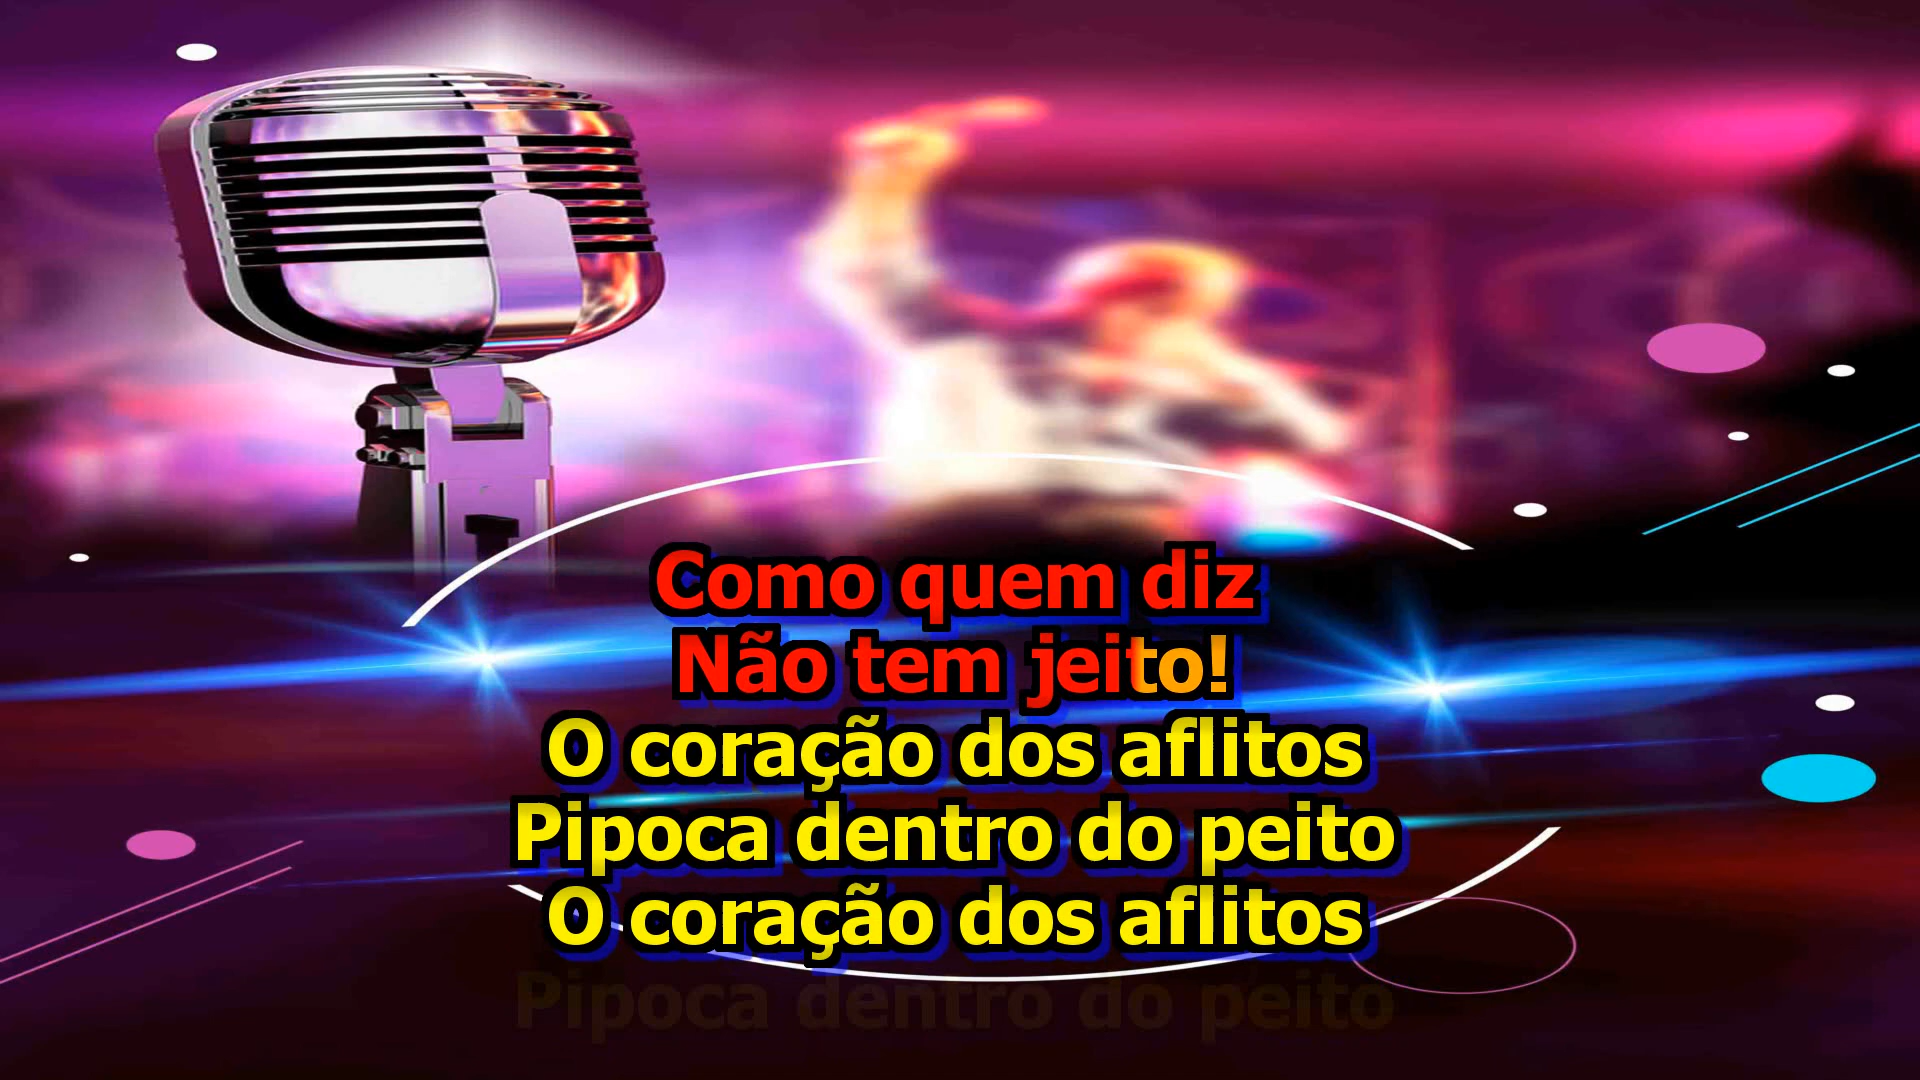 Como quem diz
Não tem jeito!
O coração dos aflitos
Pipoca dentro do peito
O coração dos aflitos
Pipoca dentro do peito